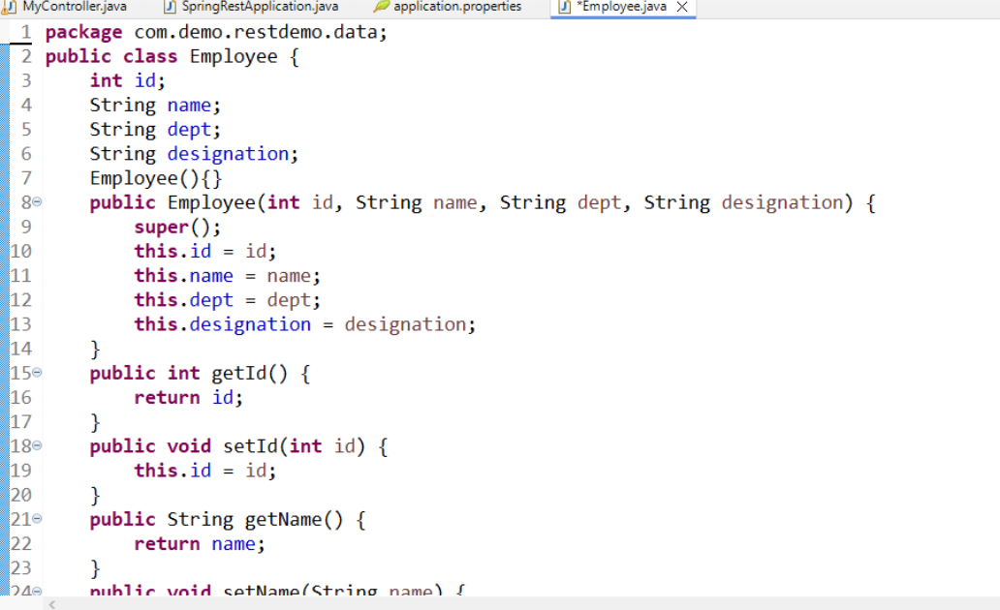 MyController.java SpringRestApplication.java application.properties *Employee.java
1 package com.demo.restdemo.data;
2 public class Employee {
3 int id;
4 String name;
5 String dept;
6 String designation;
7 Employee(){}
8 public Employee(int id, String name, String dept, String designation) {
9 super();
10 this.id = id;
11 this.name = name;
12 this.dept = dept;
13 this.designation = designation;
14 }
15 public int getId() {
16 return id;
17 }
18 public void setId(int id) {
19 this.id = id;
20 }
21 public String getName() {
22 return name;
23 }
24 public void setName(String name) {